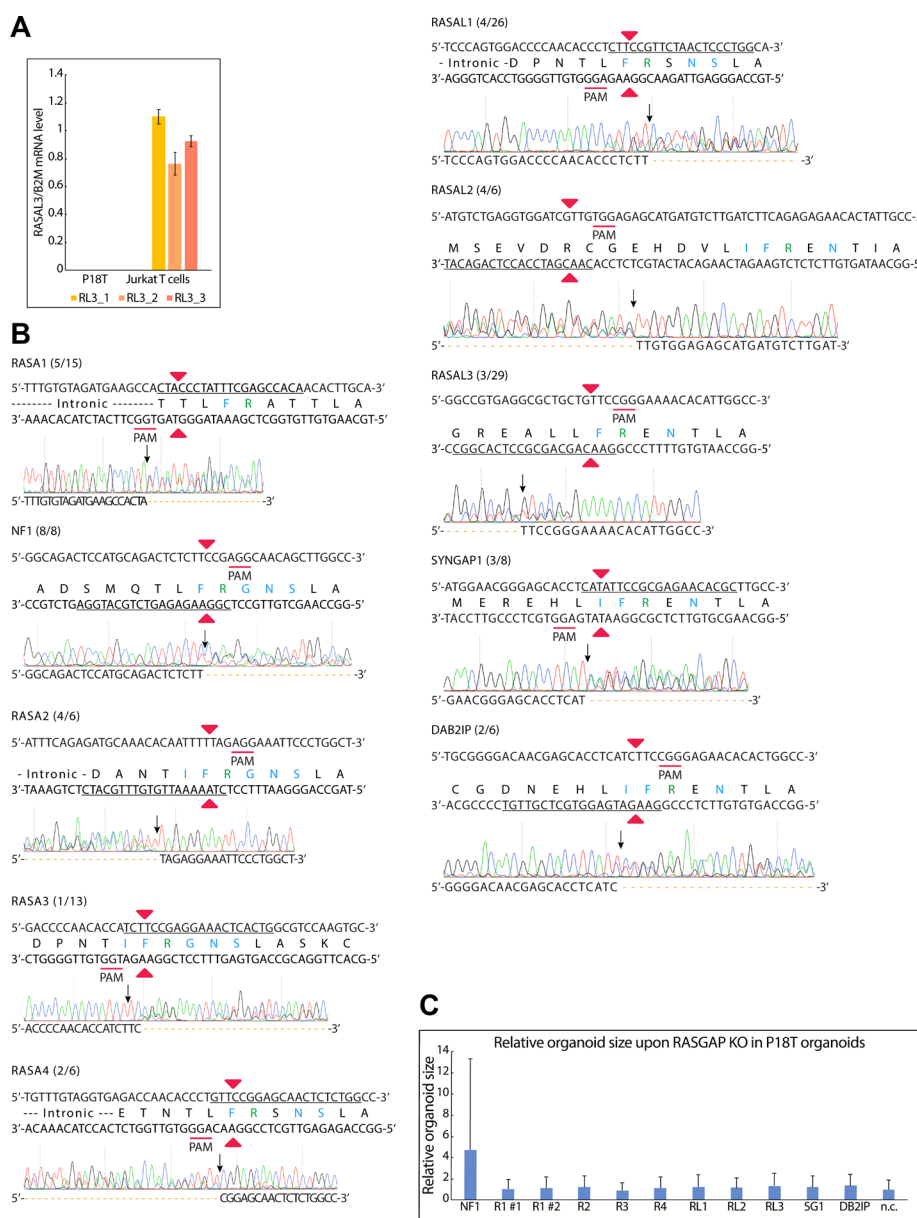 A
RASAL3/B2M mRNA level
1.4
1.2
1
0.8
0.6
0.4
0.2
0
P18T Jurkat T cells
RL3_1 RL3_2 RL3_3
B
RASA1 (5/15)
5′-TTTGTGTAGATGAAGCCACTACCCTATTTCGAGCCACAACACTTGCA-3′
------- Intronic -------- T T L F R A T T L A
3′-AAACACATCTACTTCGGTGATGGGATAAAGCTCGGTGTTGTGAACGT-5′
PAM
5′-TTTGTGTAGATGAAGCCACTA - - - -3′
NF1 (8/8)
5′-GGCAGACTCCATGCAGACTCTCTTCCGAGGCAACAGCTTGGCC-3′
PAM
A D S M Q T L F R G N S L A
3′-CCGTCTGAGGTACGTCTGAGAGAAGGCTCCGTTGTCGAACCGG-5′
5′-GGCAGACTCCATGCAGACTCTCTT - - - -3′
RASA2 (4/6)
5′-ATTTCAGAGATGCAAACACAATTTTTAGAGGAAATTCCCTGGCT-3′
PAM
- Intronic - D A N T I F R G N S L A
3′-TAAAGTCTCTACGTTTGTGTTAAAAATCTCCTTTAAGGGACCGAT-5′
5′- - - - TAGAGGAAATTCCCTGGCT-3′
RASA3 (1/13)
5′-GACCCCAACACCATCTTCCGAGGAAACTCACTGGCGTCCAAGTGC-3′
D P N T I F R G N S L A S K C
3′-CTGGGGTTGTGGTAGAAGGCTCCTTTGAGTGACCGCAGGTTCACG-5′
PAM
5′-ACCCCAACACCATCTTC - - - -3′
RASA4 (2/6)
5′-TGTTTGTAGGTGAGACCAACACCCTGTTCCGGAGCAACTCTCTGGCC-3′
--- Intronic --- E T N T L F R S N S L A
3′-ACAAACATCCACTCTGGTTGTGGGACAAGGCCTCGTTGAGAGACCGG-5′
PAM
5′- - - - CGGAGCAACTCTCTGGCC-3′
RASAL1 (4/26)
5′-TCCCAGTGGACCCCAACACCCTCTTCCGTTCTAACTCCCTGGCA-3′
- Intronic - D P N T L F R S N S L A
3′-AGGGTCACCTGGGGTTGTGGGAGAAGGCAAGATTGAGGGACCGT-5′
PAM
5′-TCCCAGTGGACCCCAACACCCTCTT - - - -3′
RASAL2 (4/6)
5′-ATGTCTGAGGTGGATCGTTGTGGAGAGCATGATGTCTTGATCTTCAGAGAGAACACTATTGCC-3′
PAM
M S E V D R C G E H D V L I F R E N T I A
3′-TACAGACTCCACCTAGCAACACCTCTCGTACTACAGAACTAGAAGTCTCTCTTGTGATAACGG-5′
5′- - - - TTGTGGAGAGCATGATGTCTTGAT-3′
RASAL3 (3/29)
5′-GGCCGTGAGGCGCTGCTGTTCCGGGAAAACACATTGGCC-3′
PAM
G R E A L L F R E N T L A
3′-CCGGCACTCCGCGACGACAAGGCCCTTTTGTGTAACCGG-5′
5′- - - - TTCCGGGAAAACACATTGGCC-3′
SYNGAP1 (3/8)
5′-ATGGAACGGGAGCACCTCATATTCCGCGAGAACACGCTTGCC-3′
M E R E H L I F R E N T L A
3′-TACCTTGCCCTCGTGGAGTATAAGGCGCTCTTGTGCGAACGG-5′
PAM
5′-GAACGGGAGCACCTCAT - - - -3′
DAB2IP (2/6)
5′-TGCGGGGACAACGAGCACCTCATCTTCCGGGAGAACACACTGGCC-3′
PAM
C G D N E H L I F R E N T L A
3′-ACGCCCCTGTTGCTCGTGGAGTAGAAGGCCCTCTTGTGTGACCGG-5′
5′-GGGGACAACGAGCACCTCATC - - - -3′
C
Relative organoid size upon RASGAP KO in P18T organoids
Relative organoid size
14
12
10
8
6
4
2
0
NF1 R1 #1 R1 #2 R2 R3 R4 RL1 RL2 RL3 SG1 DB2IP n.c.